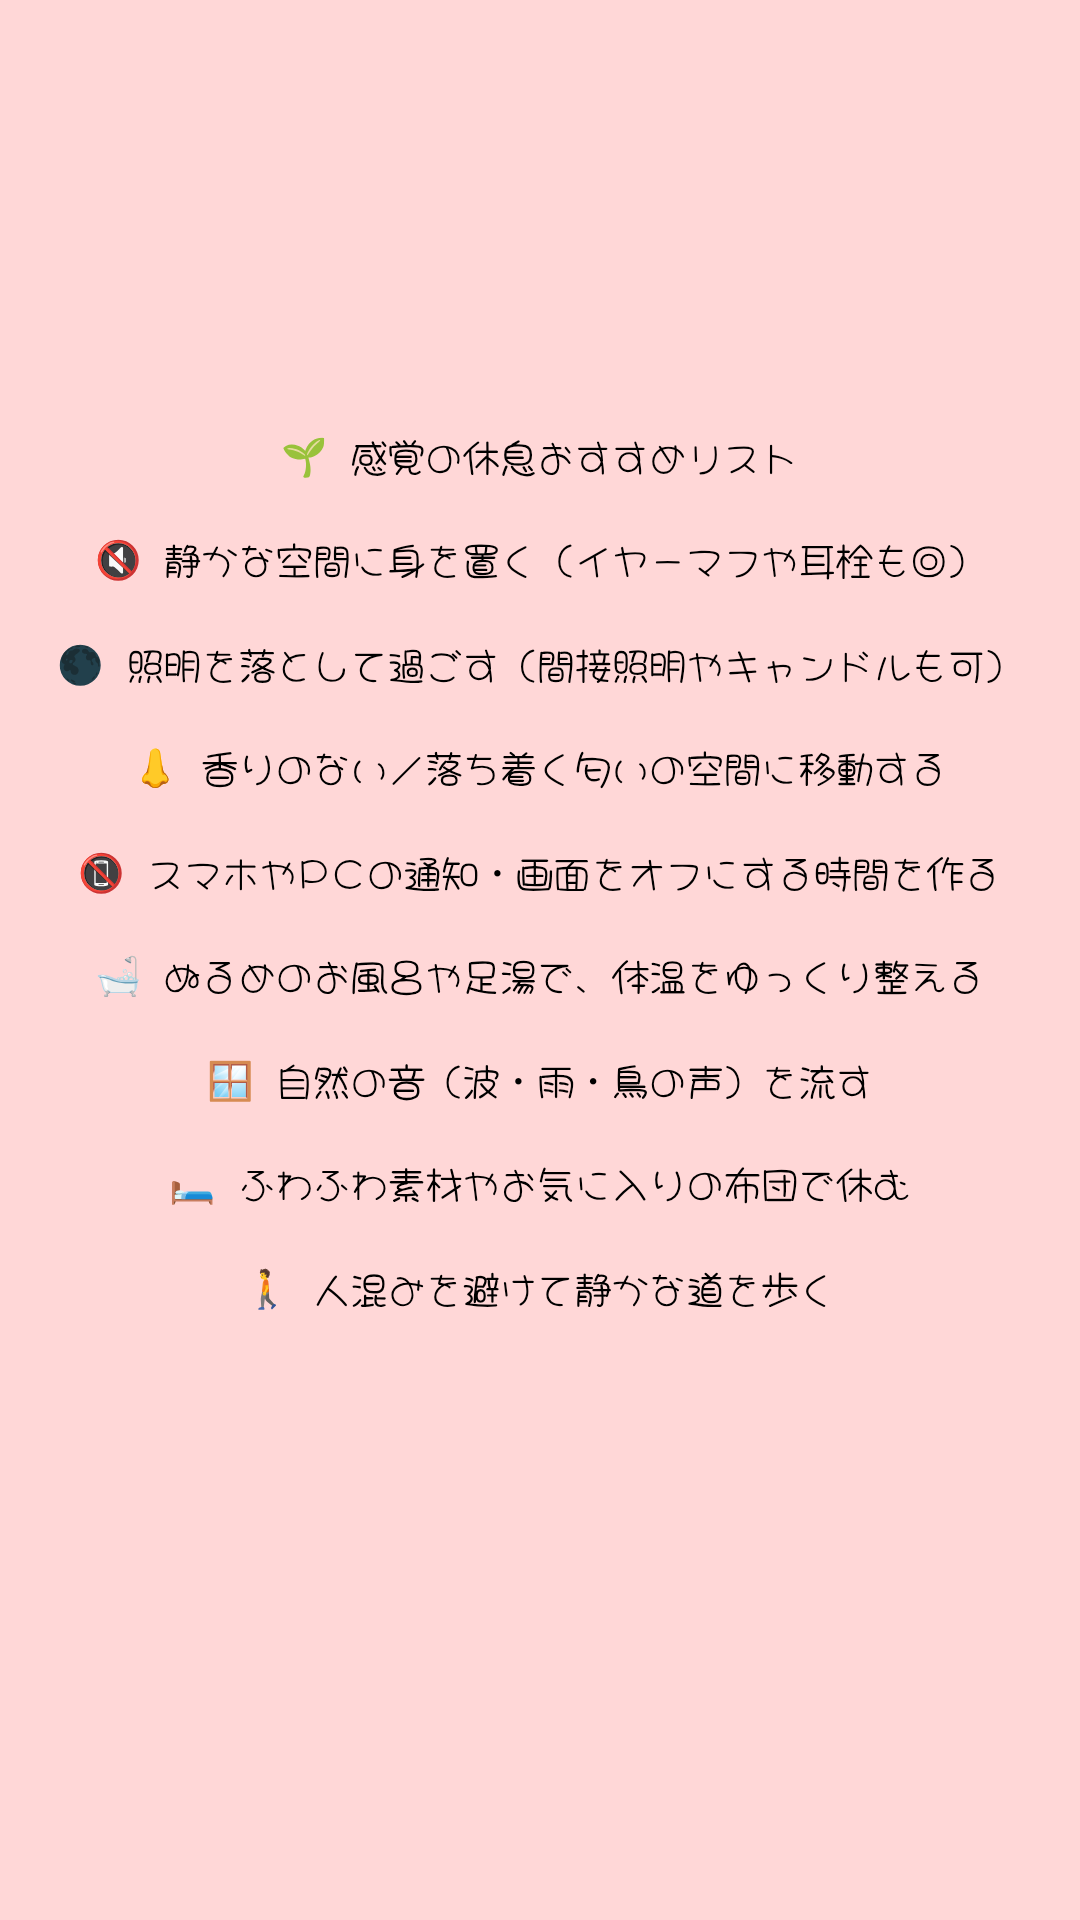 🌱 感覚の休息おすすめリスト
🔇 静かな空間に身を置く（イヤーマフや耳栓も◎）
🌑 照明を落として過ごす（間接照明やキャンドルも可）
👃 香りのない／落ち着く匂いの空間に移動する
📵 スマホやPCの通知・画面をオフにする時間を作る
🛁 ぬるめのお風呂や足湯で、体温をゆっくり整える
🪟 自然の音（波・雨・鳥の声）を流す
🛏 ふわふわ素材やお気に入りの布団で休む
🚶 人混みを避けて静かな道を歩く